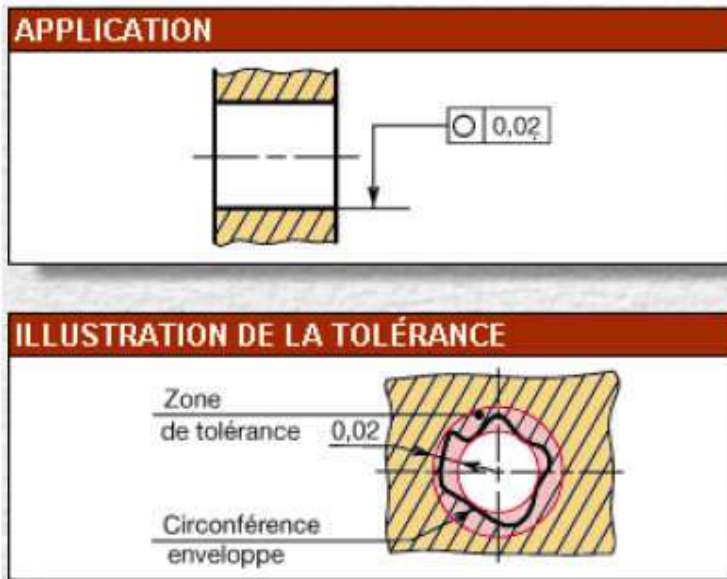 APPLICATION
0,02
ILLUSTRATION DE LA TOLÉRANCE
Zone
de tolérance 0,02
Circonférence
enveloppe